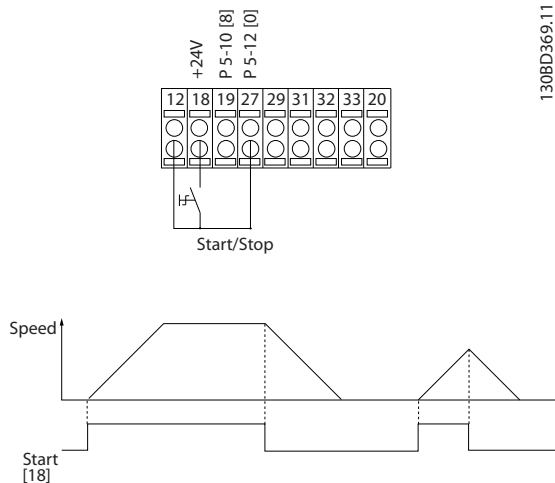 130BD369.11
+24V
P 5-10 [8]
P 5-12 [0]
12 18 19 27 29 31 32 33 20
Start/Stop
Speed
Start
[18]